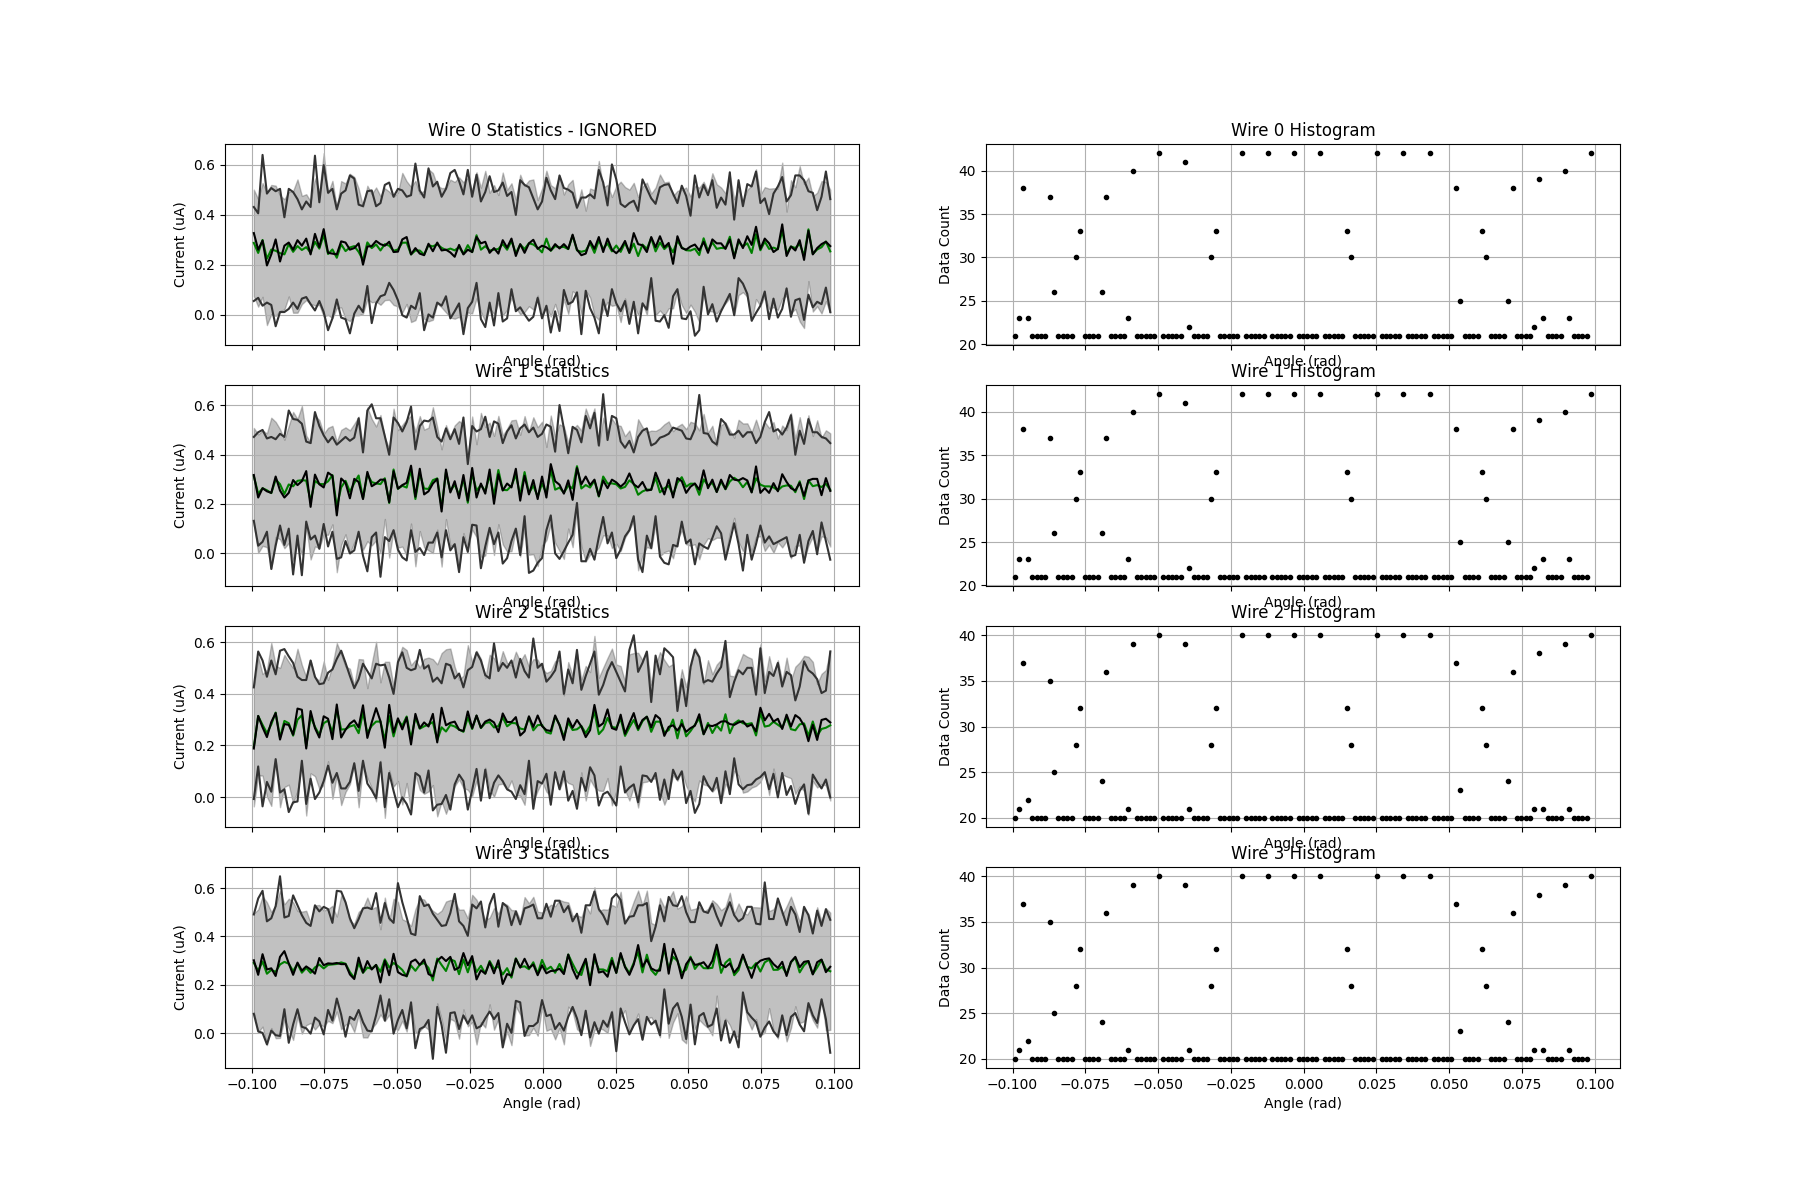 Wire 0 Statistics - IGNORED
Current (uA)
0.6
0.4
0.2
0.0
Angle (rad)
Wire 0 Histogram
Data Count
40
35
30
25
20
Angle (rad)
Wire 1 Statistics
Current (uA)
0.6
0.4
0.2
0.0
Angle (rad)
Wire 1 Histogram
Data Count
40
35
30
25
20
Angle (rad)
Wire 2 Statistics
Current (uA)
0.6
0.4
0.2
0.0
Angle (rad)
Wire 2 Histogram
Data Count
40
35
30
25
20
Angle (rad)
Wire 3 Statistics
Current (uA)
0.6
0.4
0.2
0.0
−0.100 −0.075 −0.050 −0.025 0.000 0.025 0.050 0.075 0.100
Angle (rad)
Wire 3 Histogram
Data Count
40
35
30
25
20
−0.100 −0.075 −0.050 −0.025 0.000 0.025 0.050 0.075 0.100
Angle (rad)